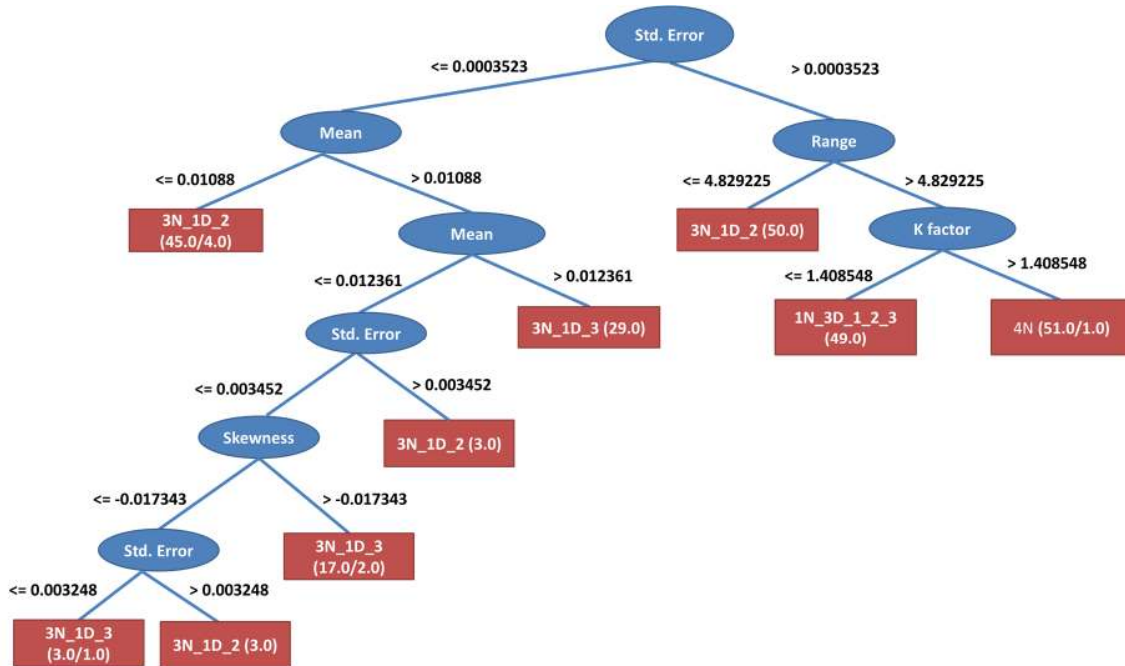 Std. Error
<= 0.0003523
> 0.0003523
Mean
Range
<= 0.01088
> 0.01088
<= 4.829225
> 4.829225
3N_1D_2
(45.0/4.0)
Mean
3N_1D_2 (50.0)
K factor
<= 0.012361
> 0.012361
<= 1.408548
> 1.408548
Std. Error
3N_1D_3 (29.0)
1N_3D_1_2_3
(49.0)
4N (51.0/1.0)
<= 0.003452
> 0.003452
Skewness
3N_1D_2 (3.0)
<= -0.017343
> -0.017343
Std. Error
3N_1D_3
(17.0/2.0)
<= 0.003248
> 0.003248
3N_1D_3
(3.0/1.0)
3N_1D_2 (3.0)